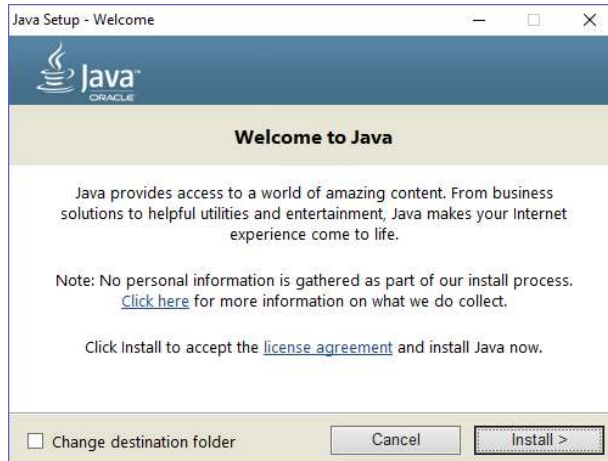 Java Setup - Welcome
Java™
ORACLE
Welcome to Java
Java provides access to a world of amazing content. From business
solutions to helpful utilities and entertainment, Java makes your Internet
experience come to life.
Note: No personal information is gathered as part of our install process.
Click here for more information on what we do collect.
Click Install to accept the license agreement and install Java now.
Change destination folder
Cancel
Install >